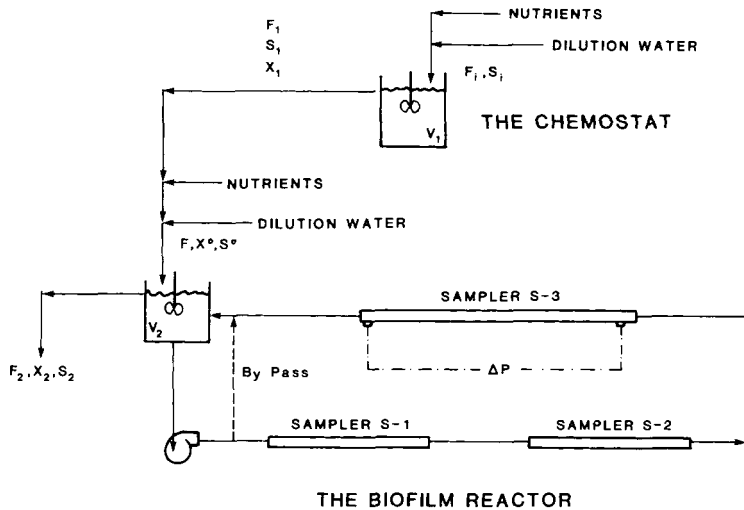 NUTRIENTS
DILUTION WATER
F₁
S₁
X₁
Fᵢ,Sᵢ
V₁
THE CHEMOSTAT
NUTRIENTS
DILUTION WATER
F,X°,S°
V₂
F₂,X₂,S₂
SAMPLER S-3
ΔP
By Pass
SAMPLER S-1
SAMPLER S-2
THE BIOFILM REACTOR